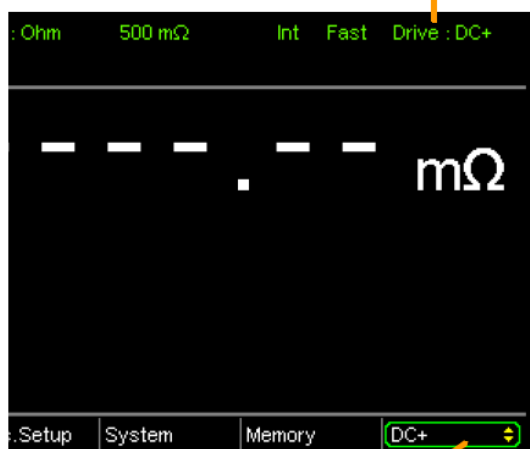 : Ohm 500 mΩ Int Fast Drive : DC+
– – – . – – mΩ
.Setup System Memory DC+